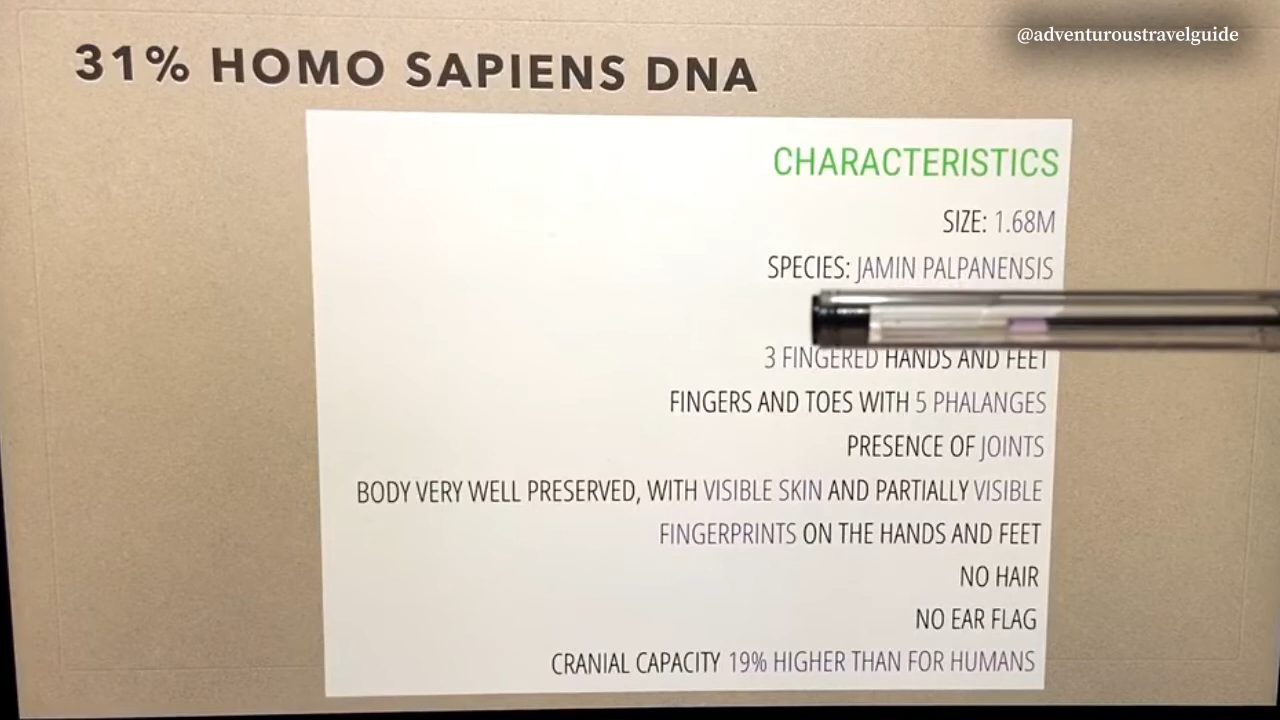 @adventuroustravelguide
31% HOMO SAPIENS DNA
CHARACTERISTICS
SIZE: 1.68M
SPECIES: JAMIN PALPANENSIS
3 FINGERED HANDS AND FEET
FINGERS AND TOES WITH 5 PHALANGES
PRESENCE OF JOINTS
BODY VERY WELL PRESERVED, WITH VISIBLE SKIN AND PARTIALLY VISIBLE
FINGERPRINTS ON THE HANDS AND FEET
NO HAIR
NO EAR FLAG
CRANIAL CAPACITY 19% HIGHER THAN FOR HUMANS